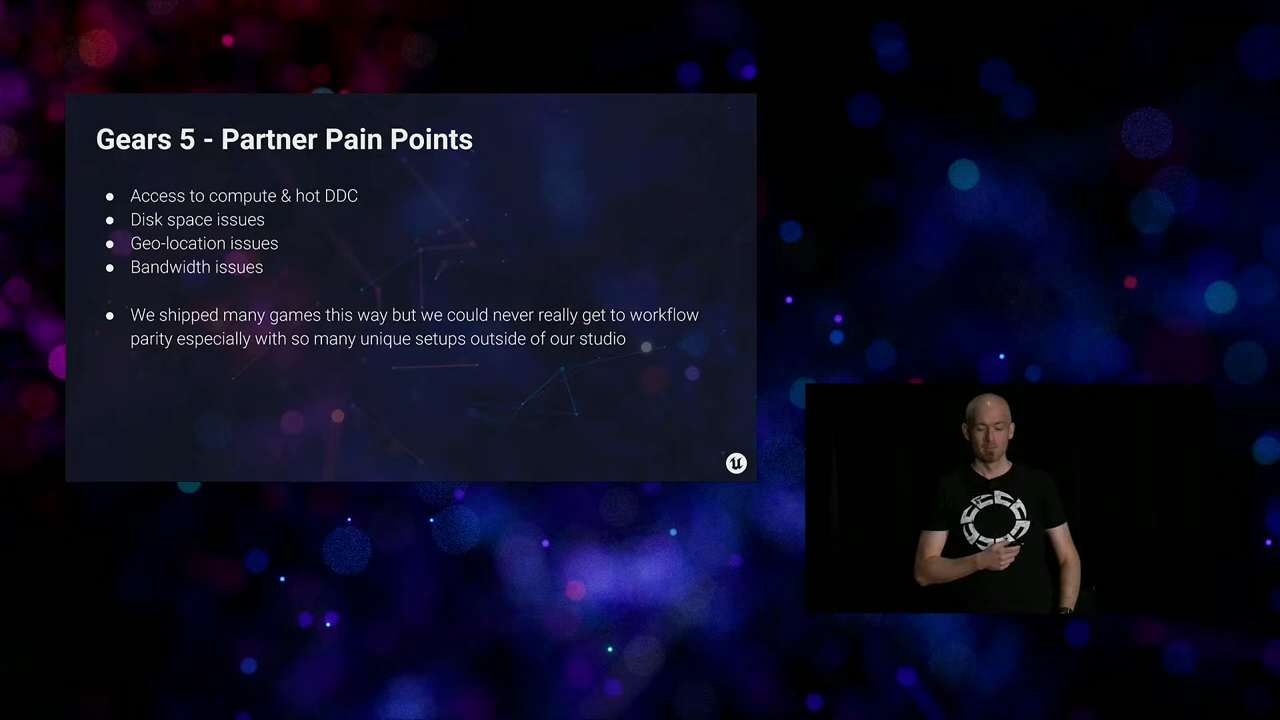 Gears 5 - Partner Pain Points
● Access to compute & hot DDC
● Disk space issues
● Geo-location issues
● Bandwidth issues
● We shipped many games this way but we could never really get to workflow
parity especially with so many unique setups outside of our studio